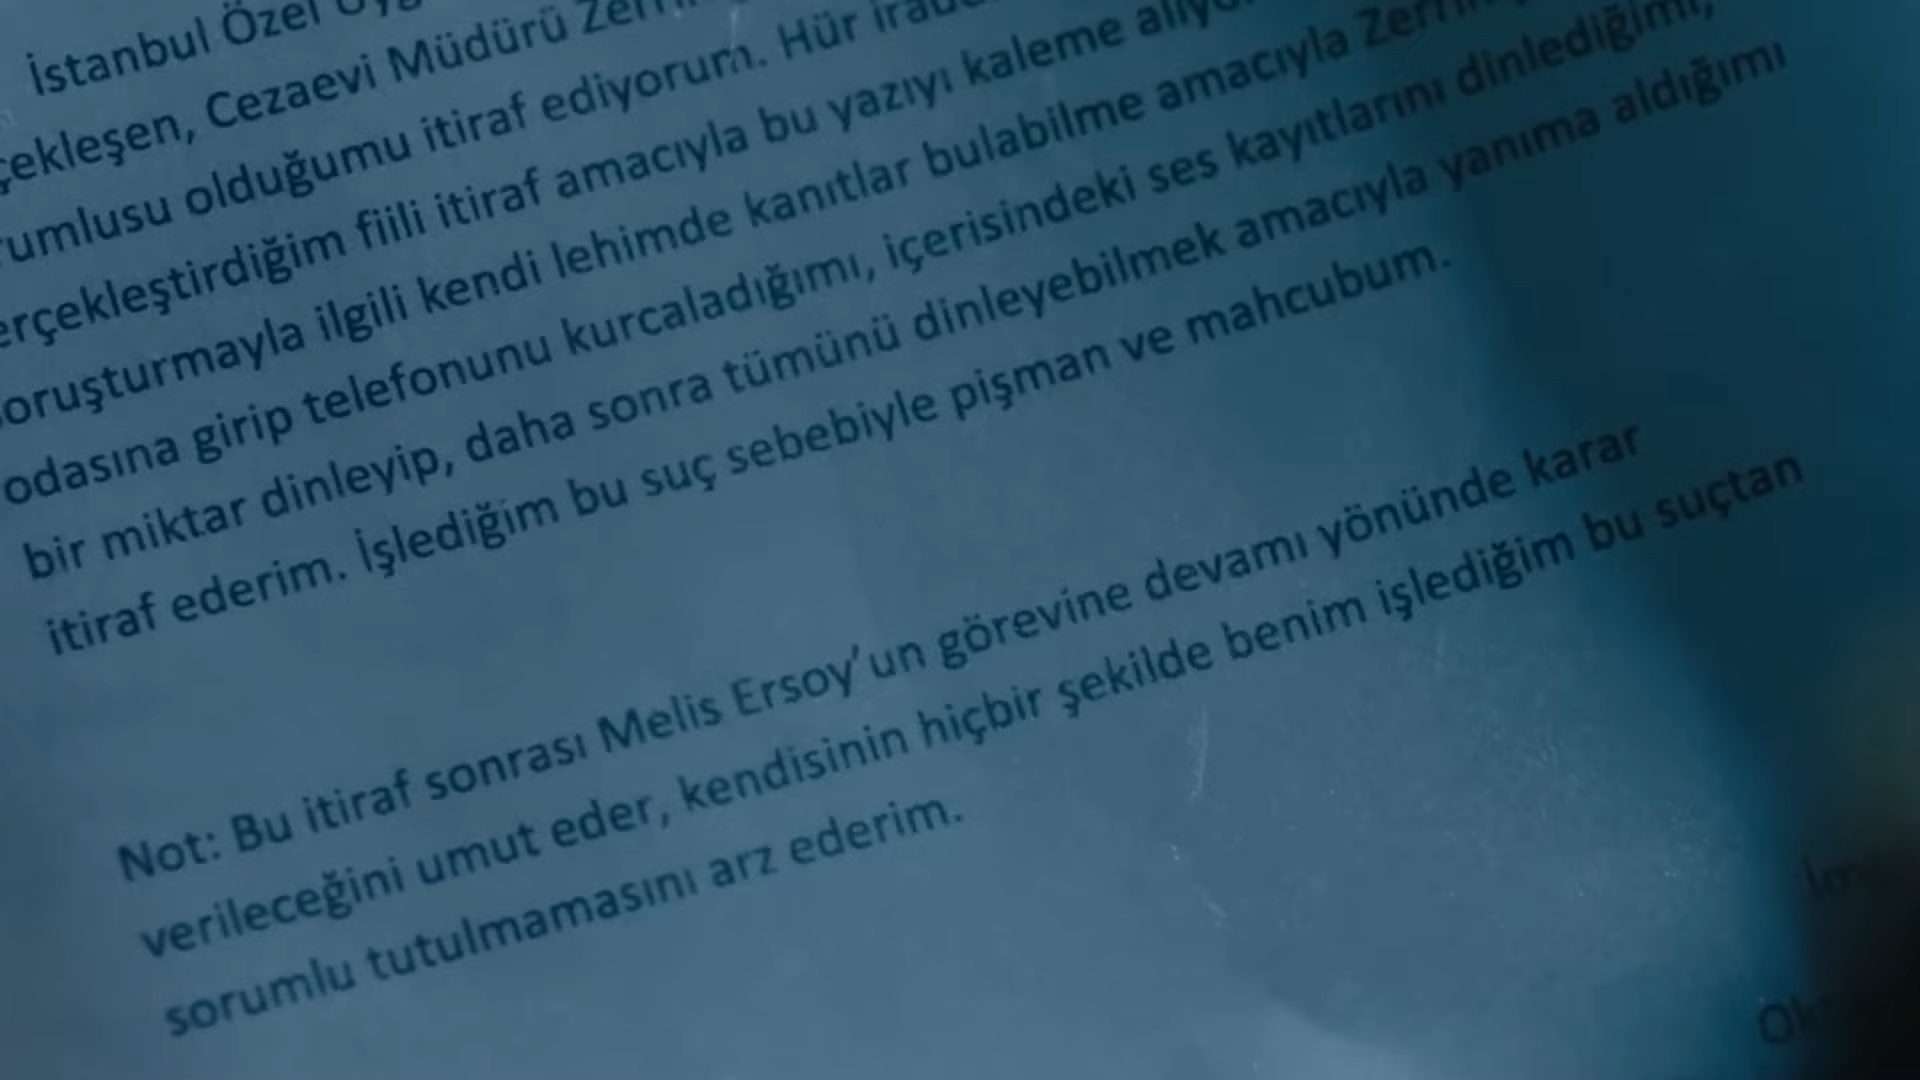 İstanbul Özel
çekleşen, Cezaevi Müdürü
rumlusu olduğumu itiraf ediyorum. Hür
erçekleştirdiğim fiili itiraf amacıyla bu yazıyı kaleme
soruşturmayla ilgili kendi lehimde kanıtlar bulabilme amacıyla
odasına girip telefonunu kurcaladığımı, içerisindeki ses kayıtlarını dinlediğimi,
bir miktar dinleyip, daha sonra tümünü dinleyebilmek amacıyla yanıma aldığımı
itiraf ederim. İşlediğim bu suç sebebiyle pişman ve mahcubum.
Not: Bu itiraf sonrası Melis Ersoy'un görevine devamı yönünde karar
verileceğini umut eder, kendisinin hiçbir şekilde benim işlediğim bu suçtan
sorumlu tutulmamasını arz ederim.